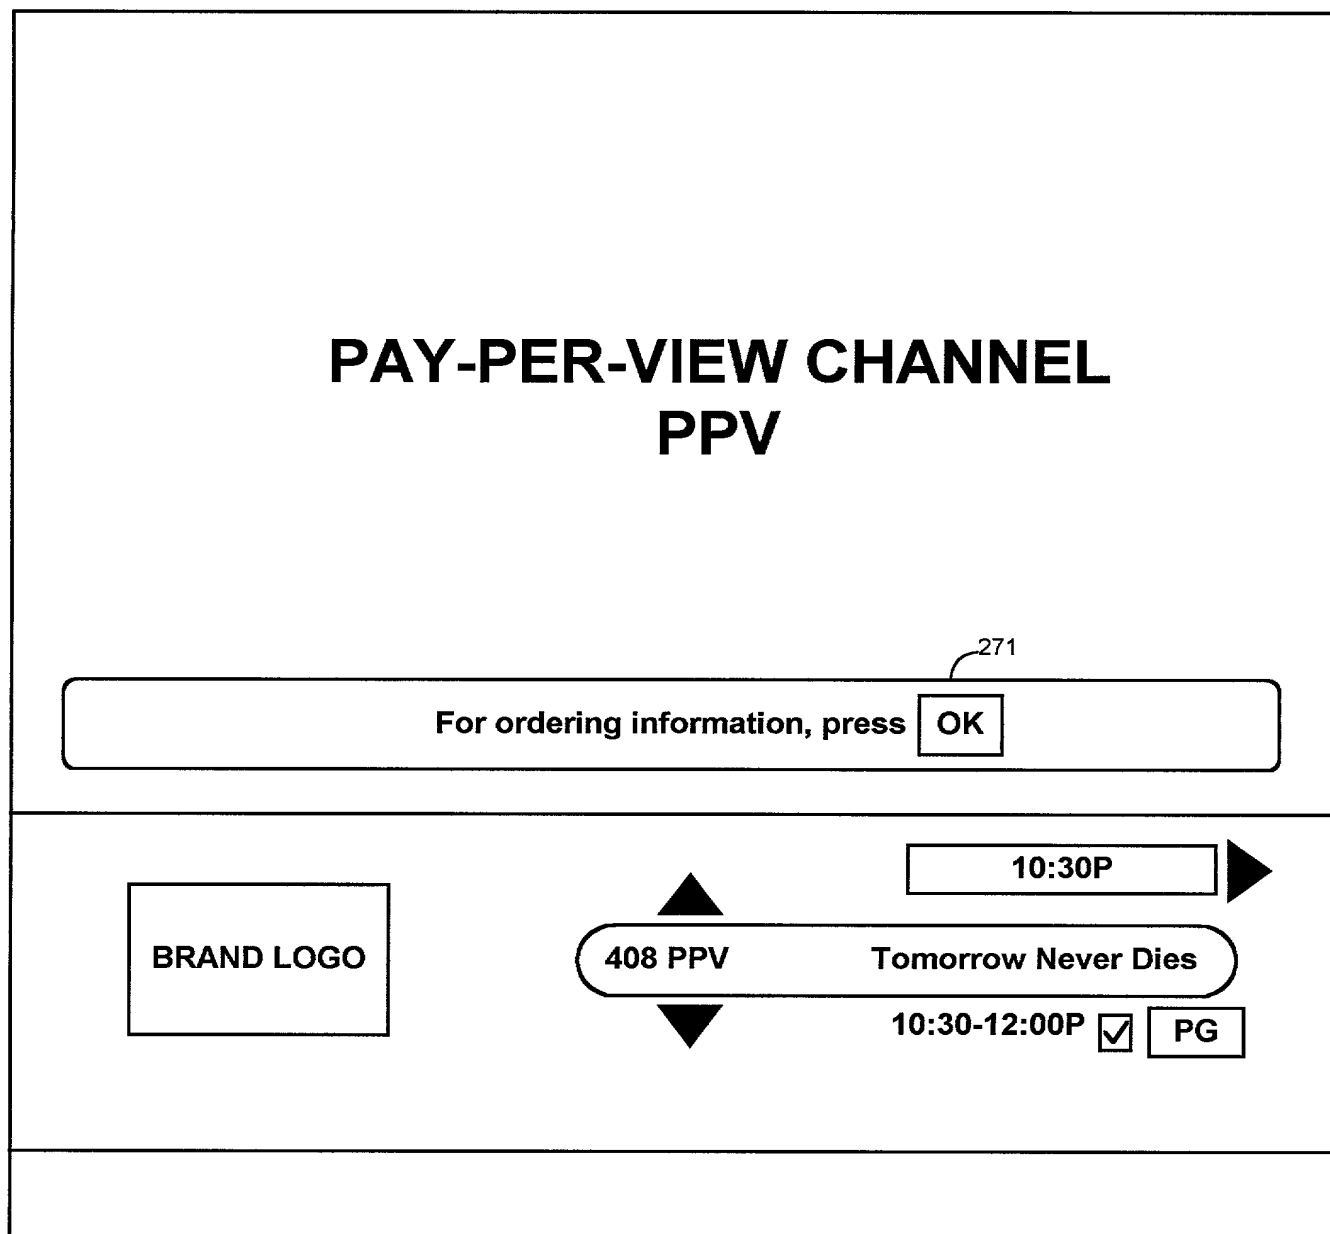 PAY-PER-VIEW CHANNEL
PPV
271
For ordering information, press OK
10:30P
BRAND LOGO
408 PPV Tomorrow Never Dies
10:30-12:00P PG